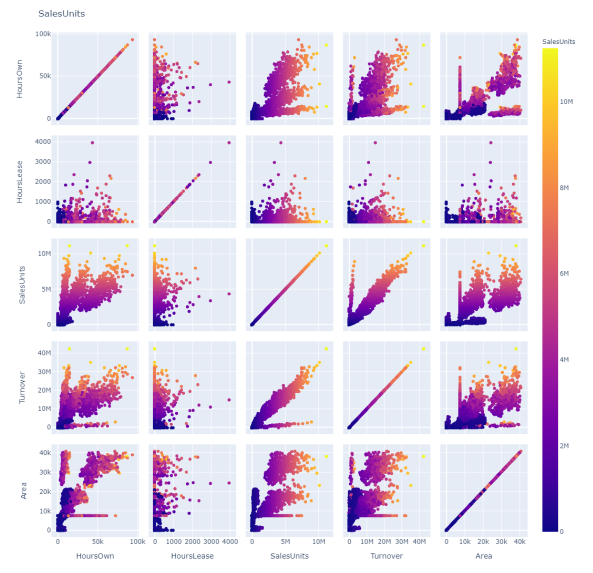 SalesUnits
SalesUnits
100k
50k
0
HoursOwn
4000
3000
2000
1000
0
HoursLease
10M
5M
0
SalesUnits
40M
30M
20M
10M
0
Turnover
40k
30k
20k
10k
0
Area
0 50k 100k
0 1000 2000 3000 4000
5M 10M
10M 20M 30M 40M
0 10k 20k 30k 40k
HoursOwn HoursLease SalesUnits Turnover Area
10M
8M
6M
4M
2M
0